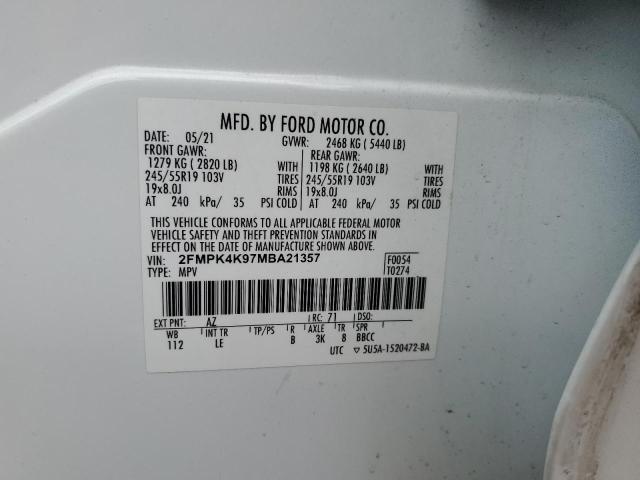 MFD. BY FORD MOTOR CO.
DATE: 05/21 GVWR: 2468 KG ( 5440 LB)
FRONT GAWR: REAR GAWR:
1279 KG ( 2820 LB) WITH 1198 KG ( 2640 LB) WITH
245/55R19 103V TIRES 245/55R19 103V TIRES
19x8.0J RIMS 19x8.0J RIMS
AT 240 kPa/ 35 PSI COLD AT 240 kPa/ 35 PSI COLD
THIS VEHICLE CONFORMS TO ALL APPLICABLE FEDERAL MOTOR
VEHICLE SAFETY AND THEFT PREVENTION STANDARDS IN
EFFECT ON THE DATE OF MANUFACTURE SHOWN ABOVE.
VIN: 2FMPK4K97MBA21357 F0054
TYPE: MPV T0274
EXT PNT: AZ RC: 71 DSO:
WB INT TR TP/PS R AXLE TR SPR
112 LE B 3K 8 BBCC
UTC ▽ 5U5A-1520472-BA